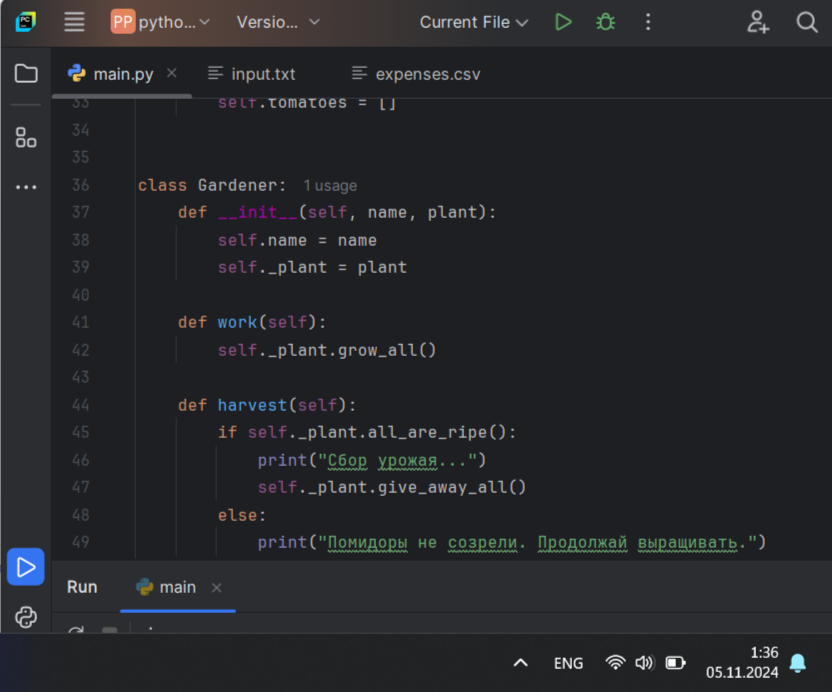 PC
PP pytho... Versio... Current File
main.py input.txt expenses.csv
33 self.tomatoes = []
34
35
36 class Gardener: 1 usage
37 def __init__(self, name, plant):
38 self.name = name
39 self._plant = plant
40
41 def work(self):
42 self._plant.grow_all()
43
44 def harvest(self):
45 if self._plant.all_are_ripe():
46 print("Сбор урожая...")
47 self._plant.give_away_all()
48 else:
49 print("Помидоры не созрели. Продолжай выращивать.")
Run main
ENG 1:36
05.11.2024